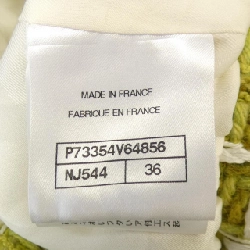 MADE IN FRANCE
FABRIQUE EN FRANCE
P73354V64856
NJ544 36